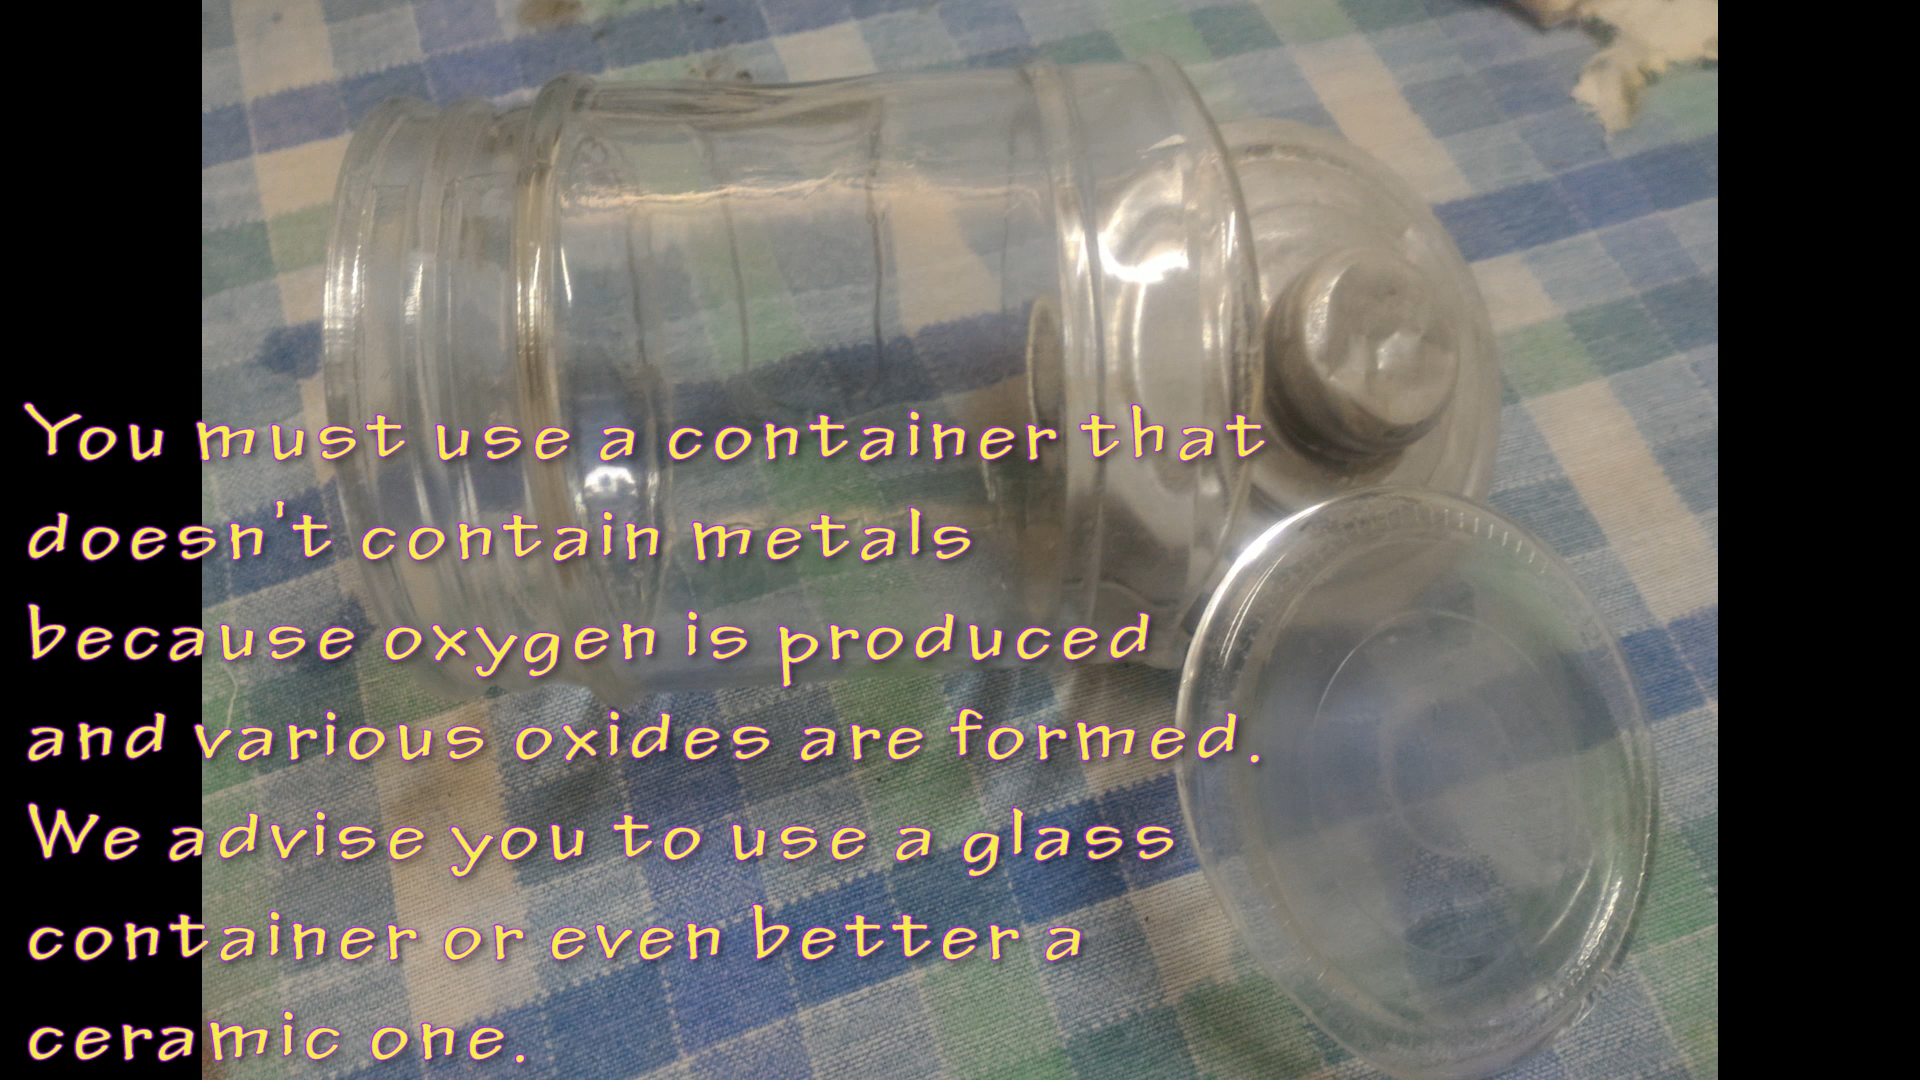 You must use a container that
doesn't contain metals
because oxygen is produced
and various oxides are formed.
We advise you to use a glass
container or even better a
ceramic one.